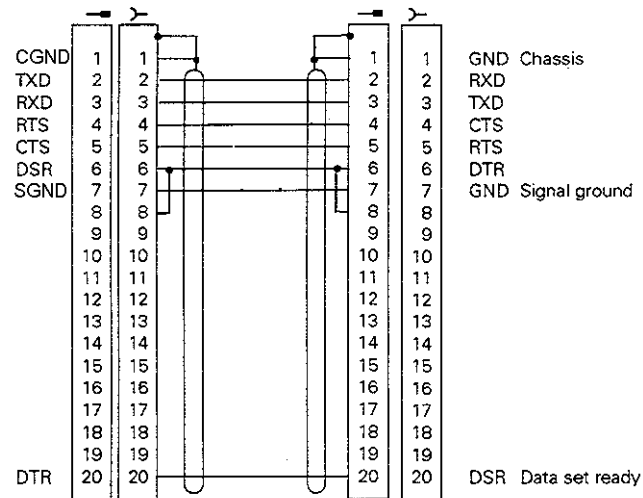 CGND 1 1 1 1 GND Chassis
TXD 2 2 2 2 RXD
RXD 3 3 3 3 TXD
RTS 4 4 4 4 CTS
CTS 5 5 5 5 RTS
DSR 6 6 6 6 DTR
SGND 7 7 7 7 GND Signal ground
8 8 8 8
9 9 9 9
10 10 10 10
11 11 11 11
12 12 12 12
13 13 13 13
14 14 14 14
15 15 15 15
16 16 16 16
17 17 17 17
18 18 18 18
19 19 19 19
DTR 20 20 20 20 DSR Data set ready